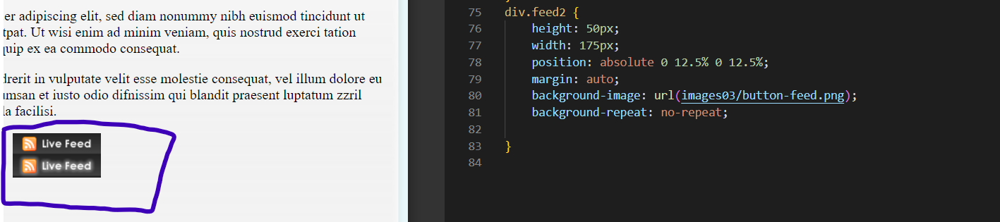 er adipiscing elit, sed diam nonummy nibh euismod tincidunt ut
tpat. Ut wisi enim ad minim veniam, quis nostrud exerci tation
quip ex ea commodo consequat.
drerit in vulputate velit esse molestie consequat, vel illum dolore eu
umsan et iusto odio difnissim qui blandit praesent luptatum zzril
la facilisi.
Live Feed
Live Feed
75 div.feed2 {
76 height: 50px;
77 width: 175px;
78 position: absolute 0 12.5% 0 12.5%;
79 margin: auto;
80 background-image: url(images03/button-feed.png);
81 background-repeat: no-repeat;
82
83 }
84